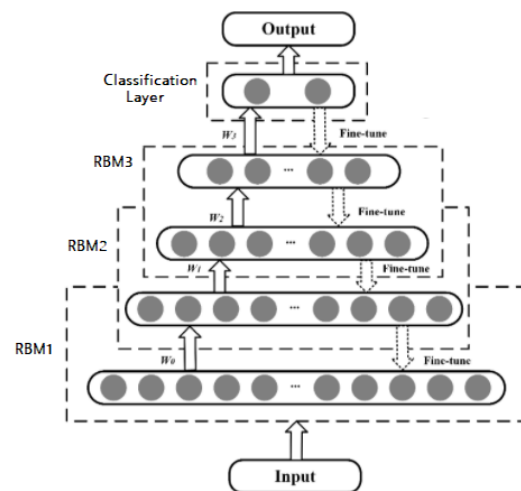 Output
Classification
Layer
W3
Fine-tune
RBM3
...
W2
Fine-tune
RBM2
...
W1
Fine-tune
...
RBM1
W0
Fine-tune
...
Input